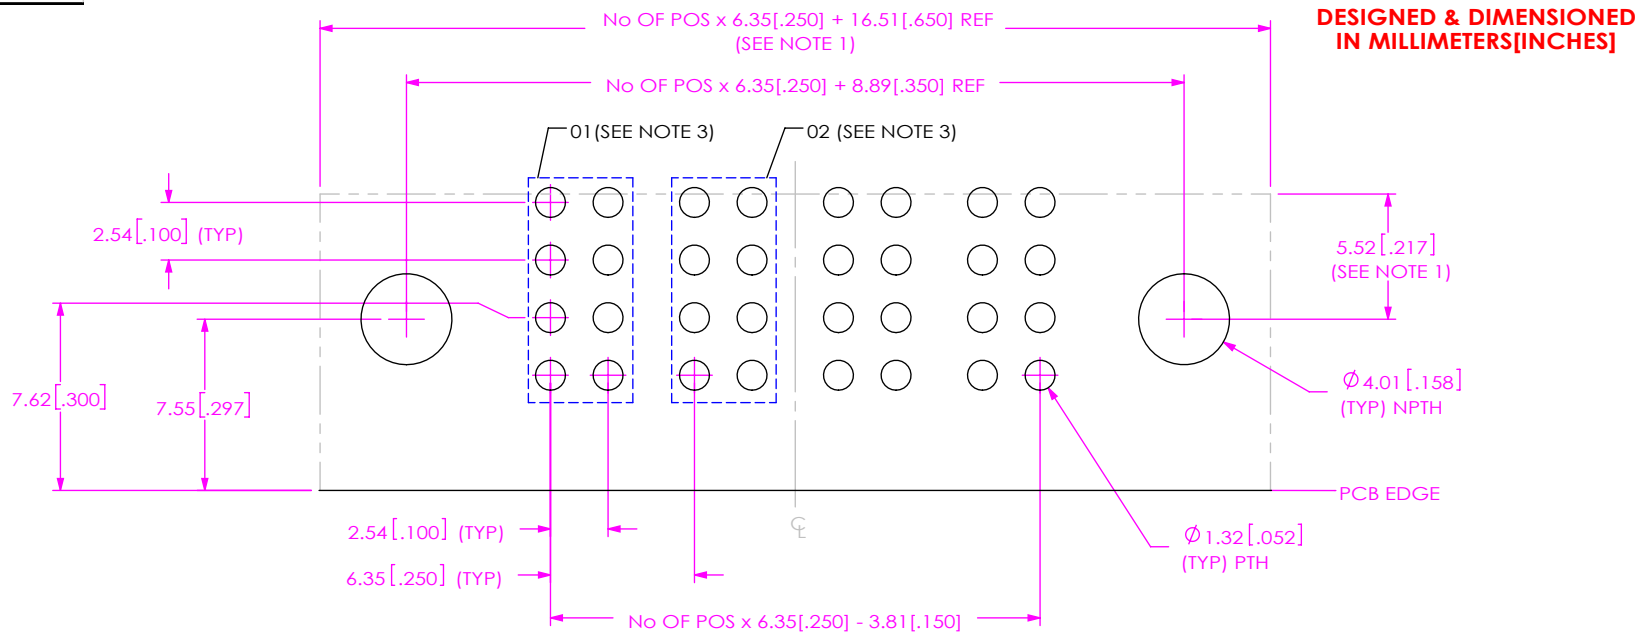 No OF POS x 6.35[.250] + 16.51[.650] REF
(SEE NOTE 1)
DESIGNED & DIMENSIONED
IN MILLIMETERS[INCHES]
No OF POS x 6.35[.250] + 8.89[.350] REF
01(SEE NOTE 3)
02 (SEE NOTE 3)
2.54[.100] (TYP)
5.52[.217]
(SEE NOTE 1)
7.62[.300]
7.55[.297]
Ø4.01[.158]
(TYP) NPTH
PCB EDGE
2.54[.100] (TYP)
℄
Ø1.32[.052]
(TYP) PTH
6.35[.250] (TYP)
No OF POS x 6.35[.250] - 3.81[.150]